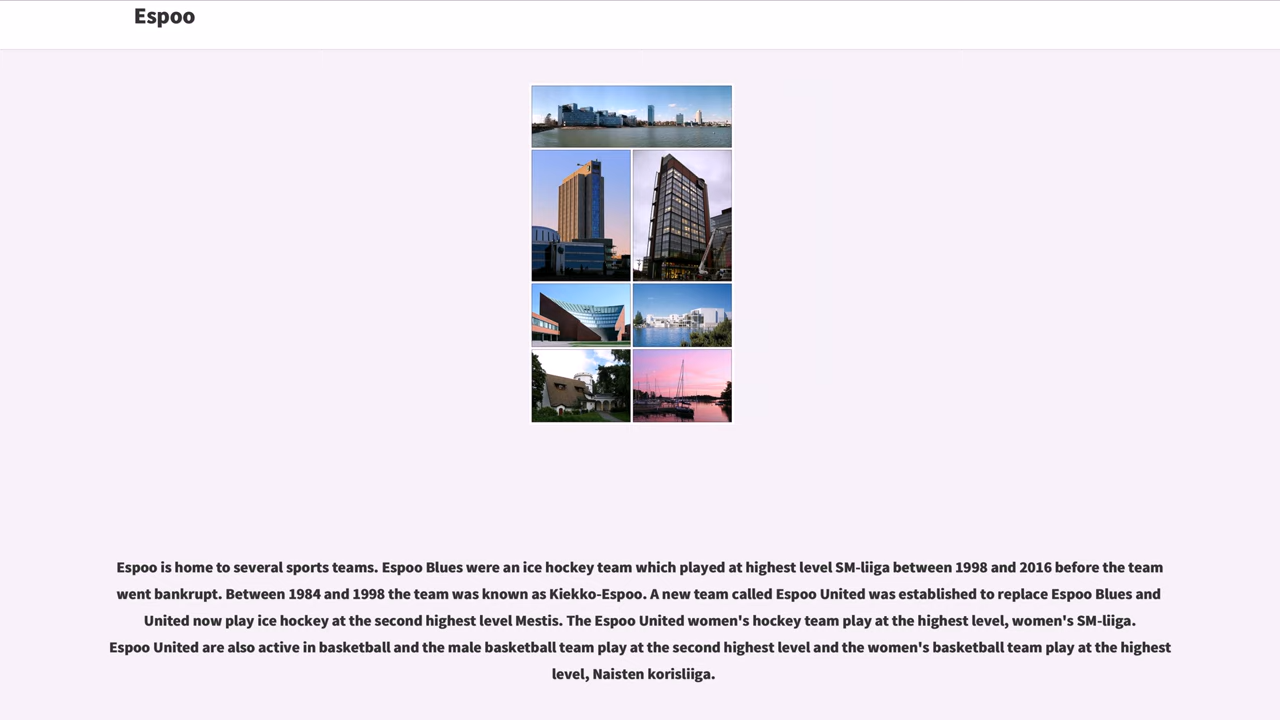 Espoo
Espoo is home to several sports teams. Espoo Blues were an ice hockey team which played at highest level SM-liiga between 1998 and 2016 before the team
went bankrupt. Between 1984 and 1998 the team was known as Kiekko-Espoo. A new team called Espoo United was established to replace Espoo Blues and
United now play ice hockey at the second highest level Mestis. The Espoo United women's hockey team play at the highest level, women's SM-liiga.
Espoo United are also active in basketball and the male basketball team play at the second highest level and the women's basketball team play at the highest
level, Naisten korisliiga.